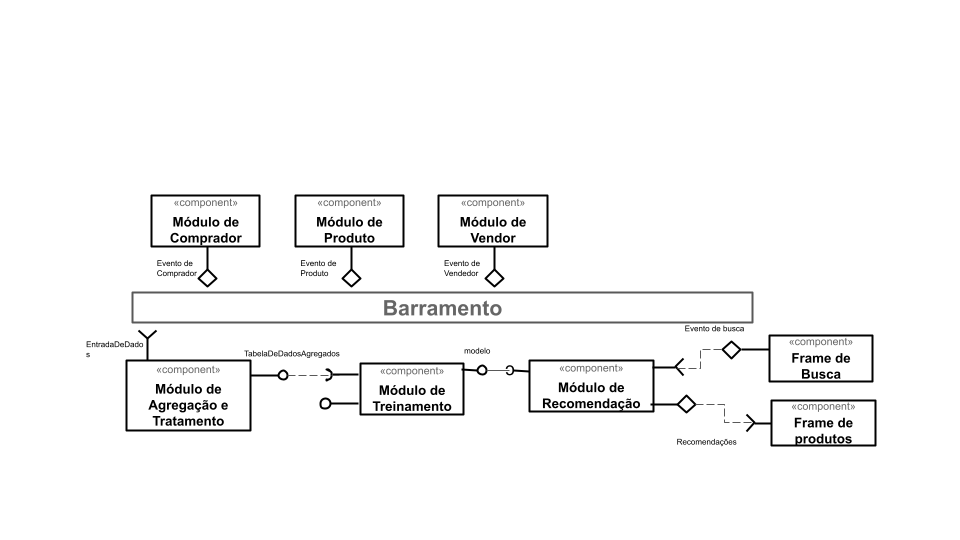 «component»
Módulo de
Comprador
«component»
Módulo de
Produto
«component»
Módulo de
Vendor
Evento de
Comprador
Evento de
Produto
Evento de
Vendedor
Barramento
EntradaDeDado
s
«component»
Módulo de
Agregação e
Tratamento
TabelaDeDadosAgregados
«component»
Módulo de
Treinamento
modelo
«component»
Módulo de
Recomendação
Evento de busca
«component»
Frame de
Busca
Recomendações
«component»
Frame de
produtos